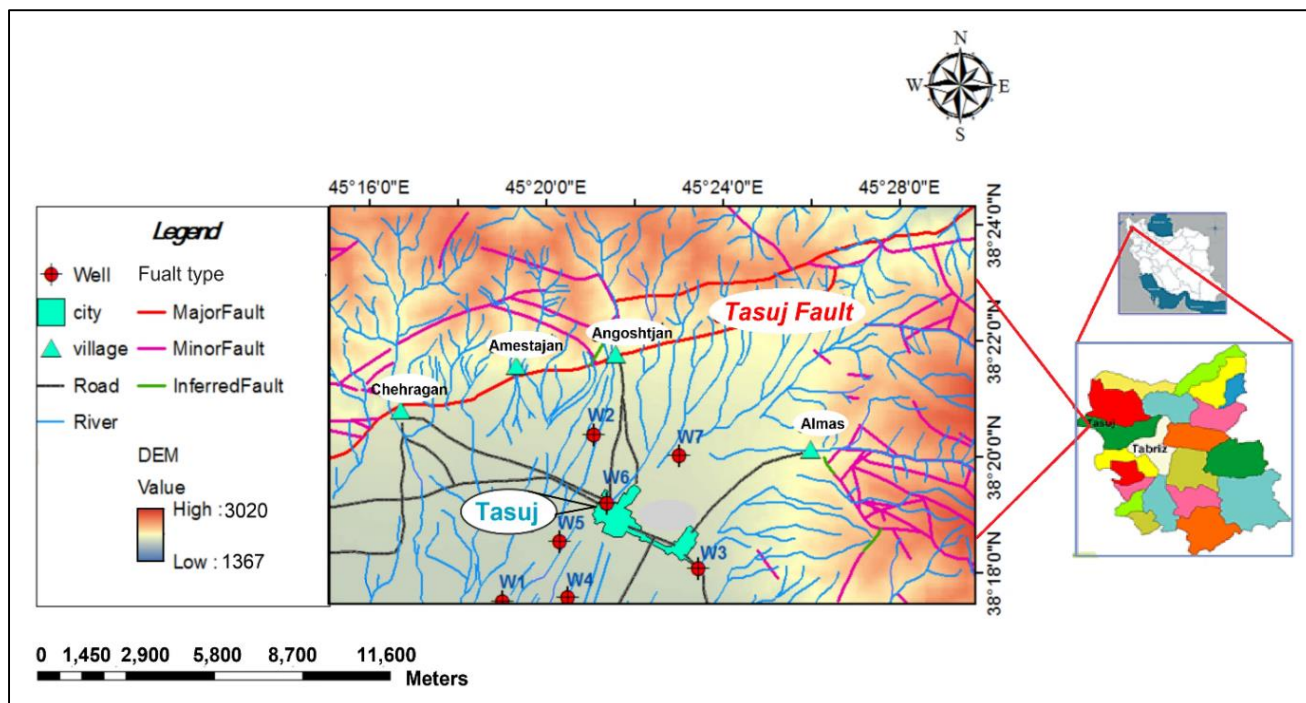 N
W E
S
45°16'0"E 45°20'0"E 45°24'0"E 45°28'0"E
38°24'0"N
38°22'0"N
38°20'0"N
38°18'0"N
Legend
Well
city
village
Road
River
Fualt type
MajorFault
MinorFault
InferredFault
DEM
Value
High : 3020
Low : 1367
Tasuj Fault
Angoshtjan
Amestajan
Chehragan
Almas
W2
W7
W6
Tasuj
W5
W3
W4
W1
Tasuj
Tabriz
0 1,450 2,900 5,800 8,700 11,600
Meters